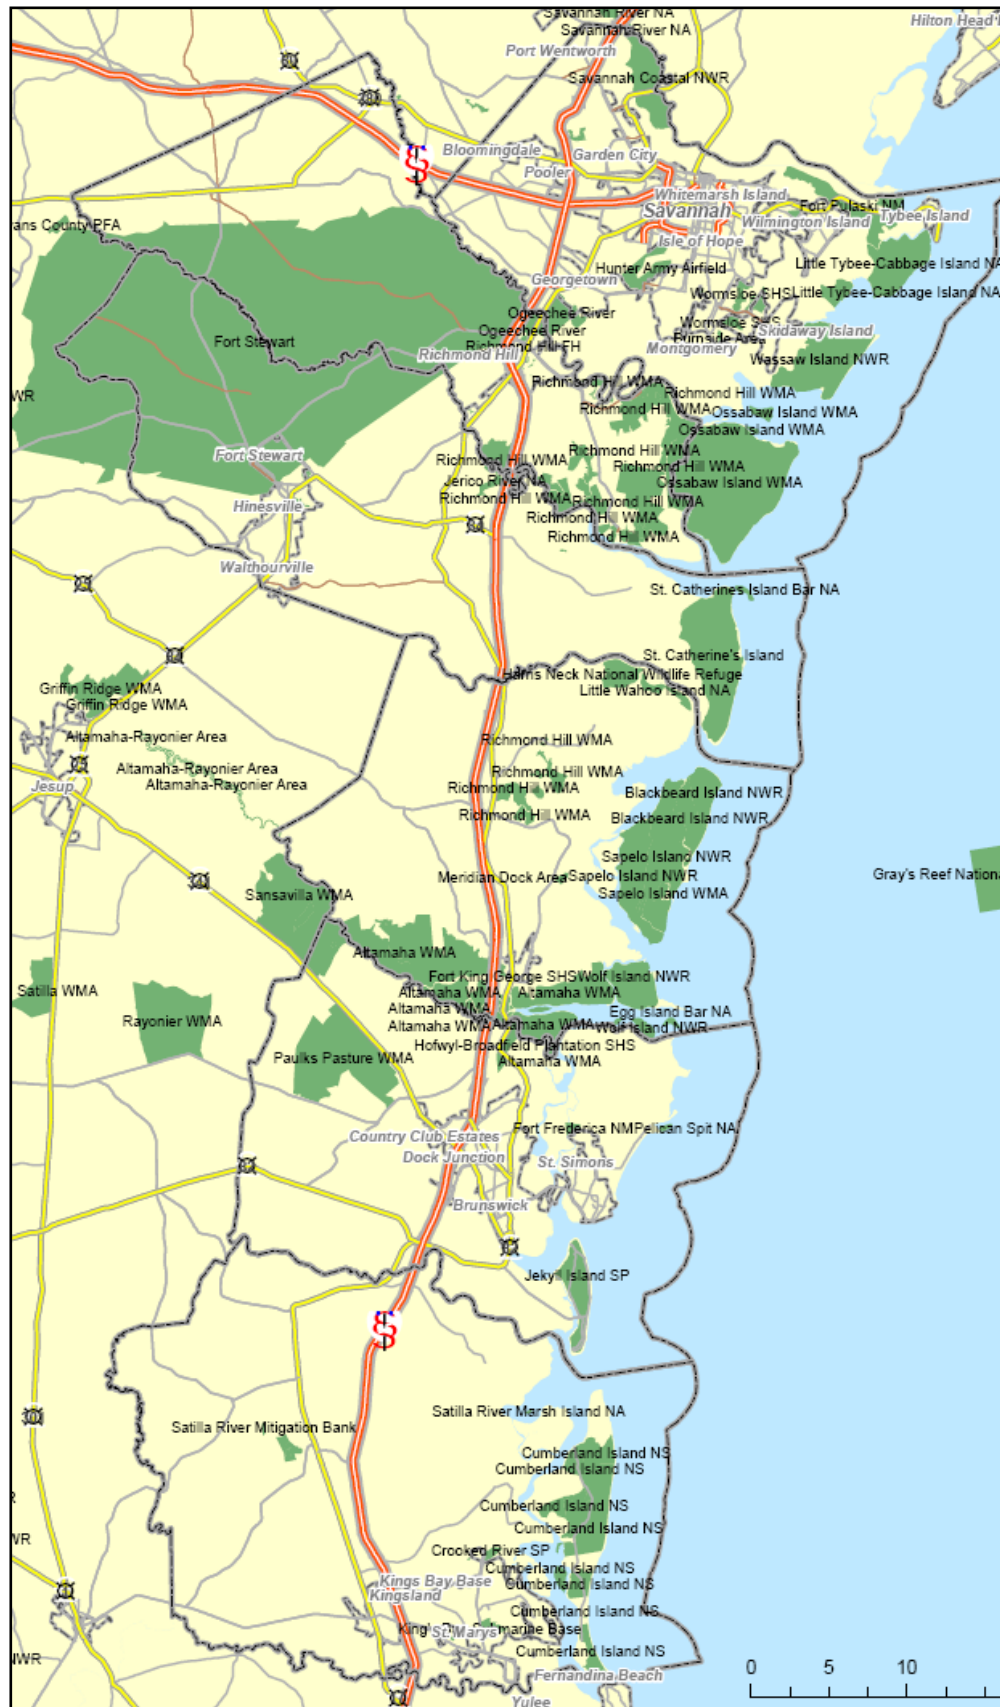 Savannah River NA
Hilton Head
Savannah River NA
Port Wentworth
Savannah Coastal NWR
Bloomingdale
Garden City
Pooler
Whitemarsh Island
Fort Pulaski NM
Savannah
Tybee Island
Wilmington Island
ans County PFA
Isle of Hope
Little Tybee-Cabbage Island NA
Hunter Army Airfield
Georgetown
Wormsloe SHS
Little Tybee-Cabbage Island NA
Ogeechee River
Wormsloe SHS
Ogeechee River
Skidaway Island
Burnside Area
Fort Stewart
Richmond Hill FH
Montgomery
Richmond Hill
Wassaw Island NWR
Richmond Hill WMA
Richmond Hill WMA
WR
Richmond Hill WMA
Ossabaw Island WMA
Ossabaw Island WMA
Richmond Hill WMA
Fort Stewart
Richmond Hill WMA
Richmond Hill WMA
Jerico River NA
Ossabaw Island WMA
Richmond Hill WMA
Richmond Hill WMA
Hinesville
Richmond Hill WMA
Richmond Hill WMA
Walthourville
St. Catherines Island Bar NA
St. Catherine's Island
Harris Neck National Wildlife Refuge
Griffin Ridge WMA
Little Wahoo Island NA
Griffin Ridge WMA
Altamaha-Rayonier Area
Richmond Hill WMA
Altamaha-Rayonier Area
Richmond Hill WMA
Altamaha-Rayonier Area
Jesup
Richmond Hill WMA
Blackbeard Island NWR
Richmond Hill WMA
Blackbeard Island NWR
Sapelo Island NWR
Gray's Reef Nationa
Meridian Dock Area
Sapelo Island NWR
Sansavilla WMA
Sapelo Island WMA
Altamaha WMA
Fort King George SHS
Wolf Island NWR
Satilla WMA
Altamaha WMA
Altamaha WMA
Altamaha WMA
Egg Island Bar NA
Rayonier WMA
Altamaha WMA
Altamaha WMA
Wolf Island NWR
Hofwyl-Broadfield Plantation SHS
Paulks Pasture WMA
Altamaha WMA
Fort Frederica NM
Pelican Spit NA
Country Club Estates
Dock Junction
St. Simons
Brunswick
Jekyll Island SP
Satilla River Marsh Island NA
Satilla River Mitigation Bank
Cumberland Island NS
Cumberland Island NS
R
Cumberland Island NS
Cumberland Island NS
WR
Crooked River SP
Cumberland Island NS
Kings Bay Base
Cumberland Island NS
Kingsland
Cumberland Island NS
St. Marys
Cumberland Island NS
NWR
Fernandina Beach
0 5 10
Yulee